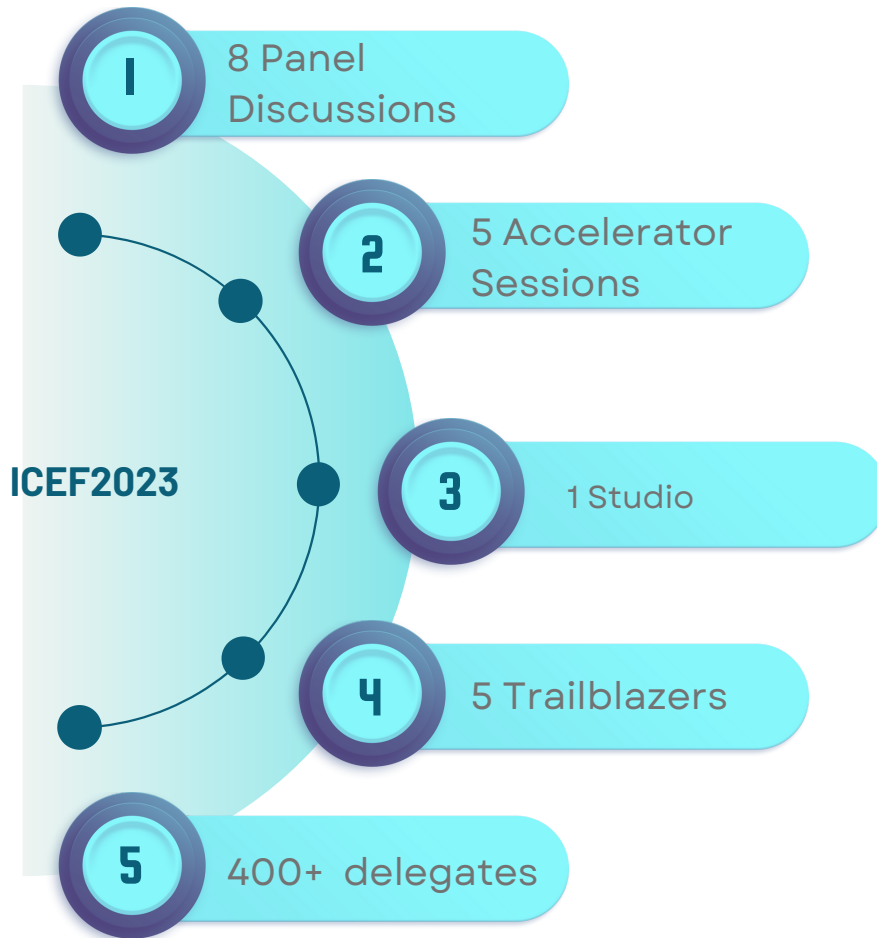 1
8 Panel
Discussions
2
5 Accelerator
Sessions
ICEF2023
3
1 Studio
4
5 Trailblazers
5
400+ delegates